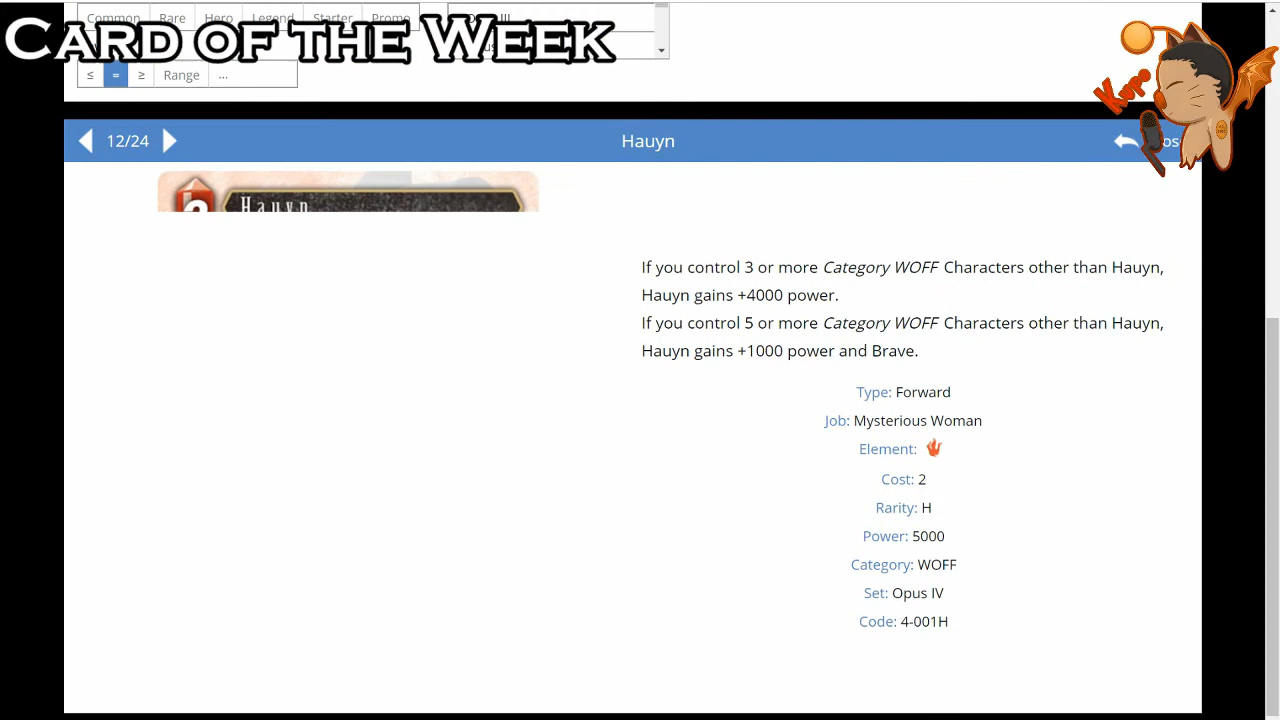 Common Rare Hero Legend Starter Promo
Card of the Week
≤ = ≥ Range ...
Kupo
12/24 Hauyn
Hauyn
If you control 3 or more Category WOFF Characters other than Hauyn,
Hauyn gains +4000 power.
If you control 5 or more Category WOFF Characters other than Hauyn,
Hauyn gains +1000 power and Brave.
Type: Forward
Job: Mysterious Woman
Element:
Cost: 2
Rarity: H
Power: 5000
Category: WOFF
Set: Opus IV
Code: 4-001H